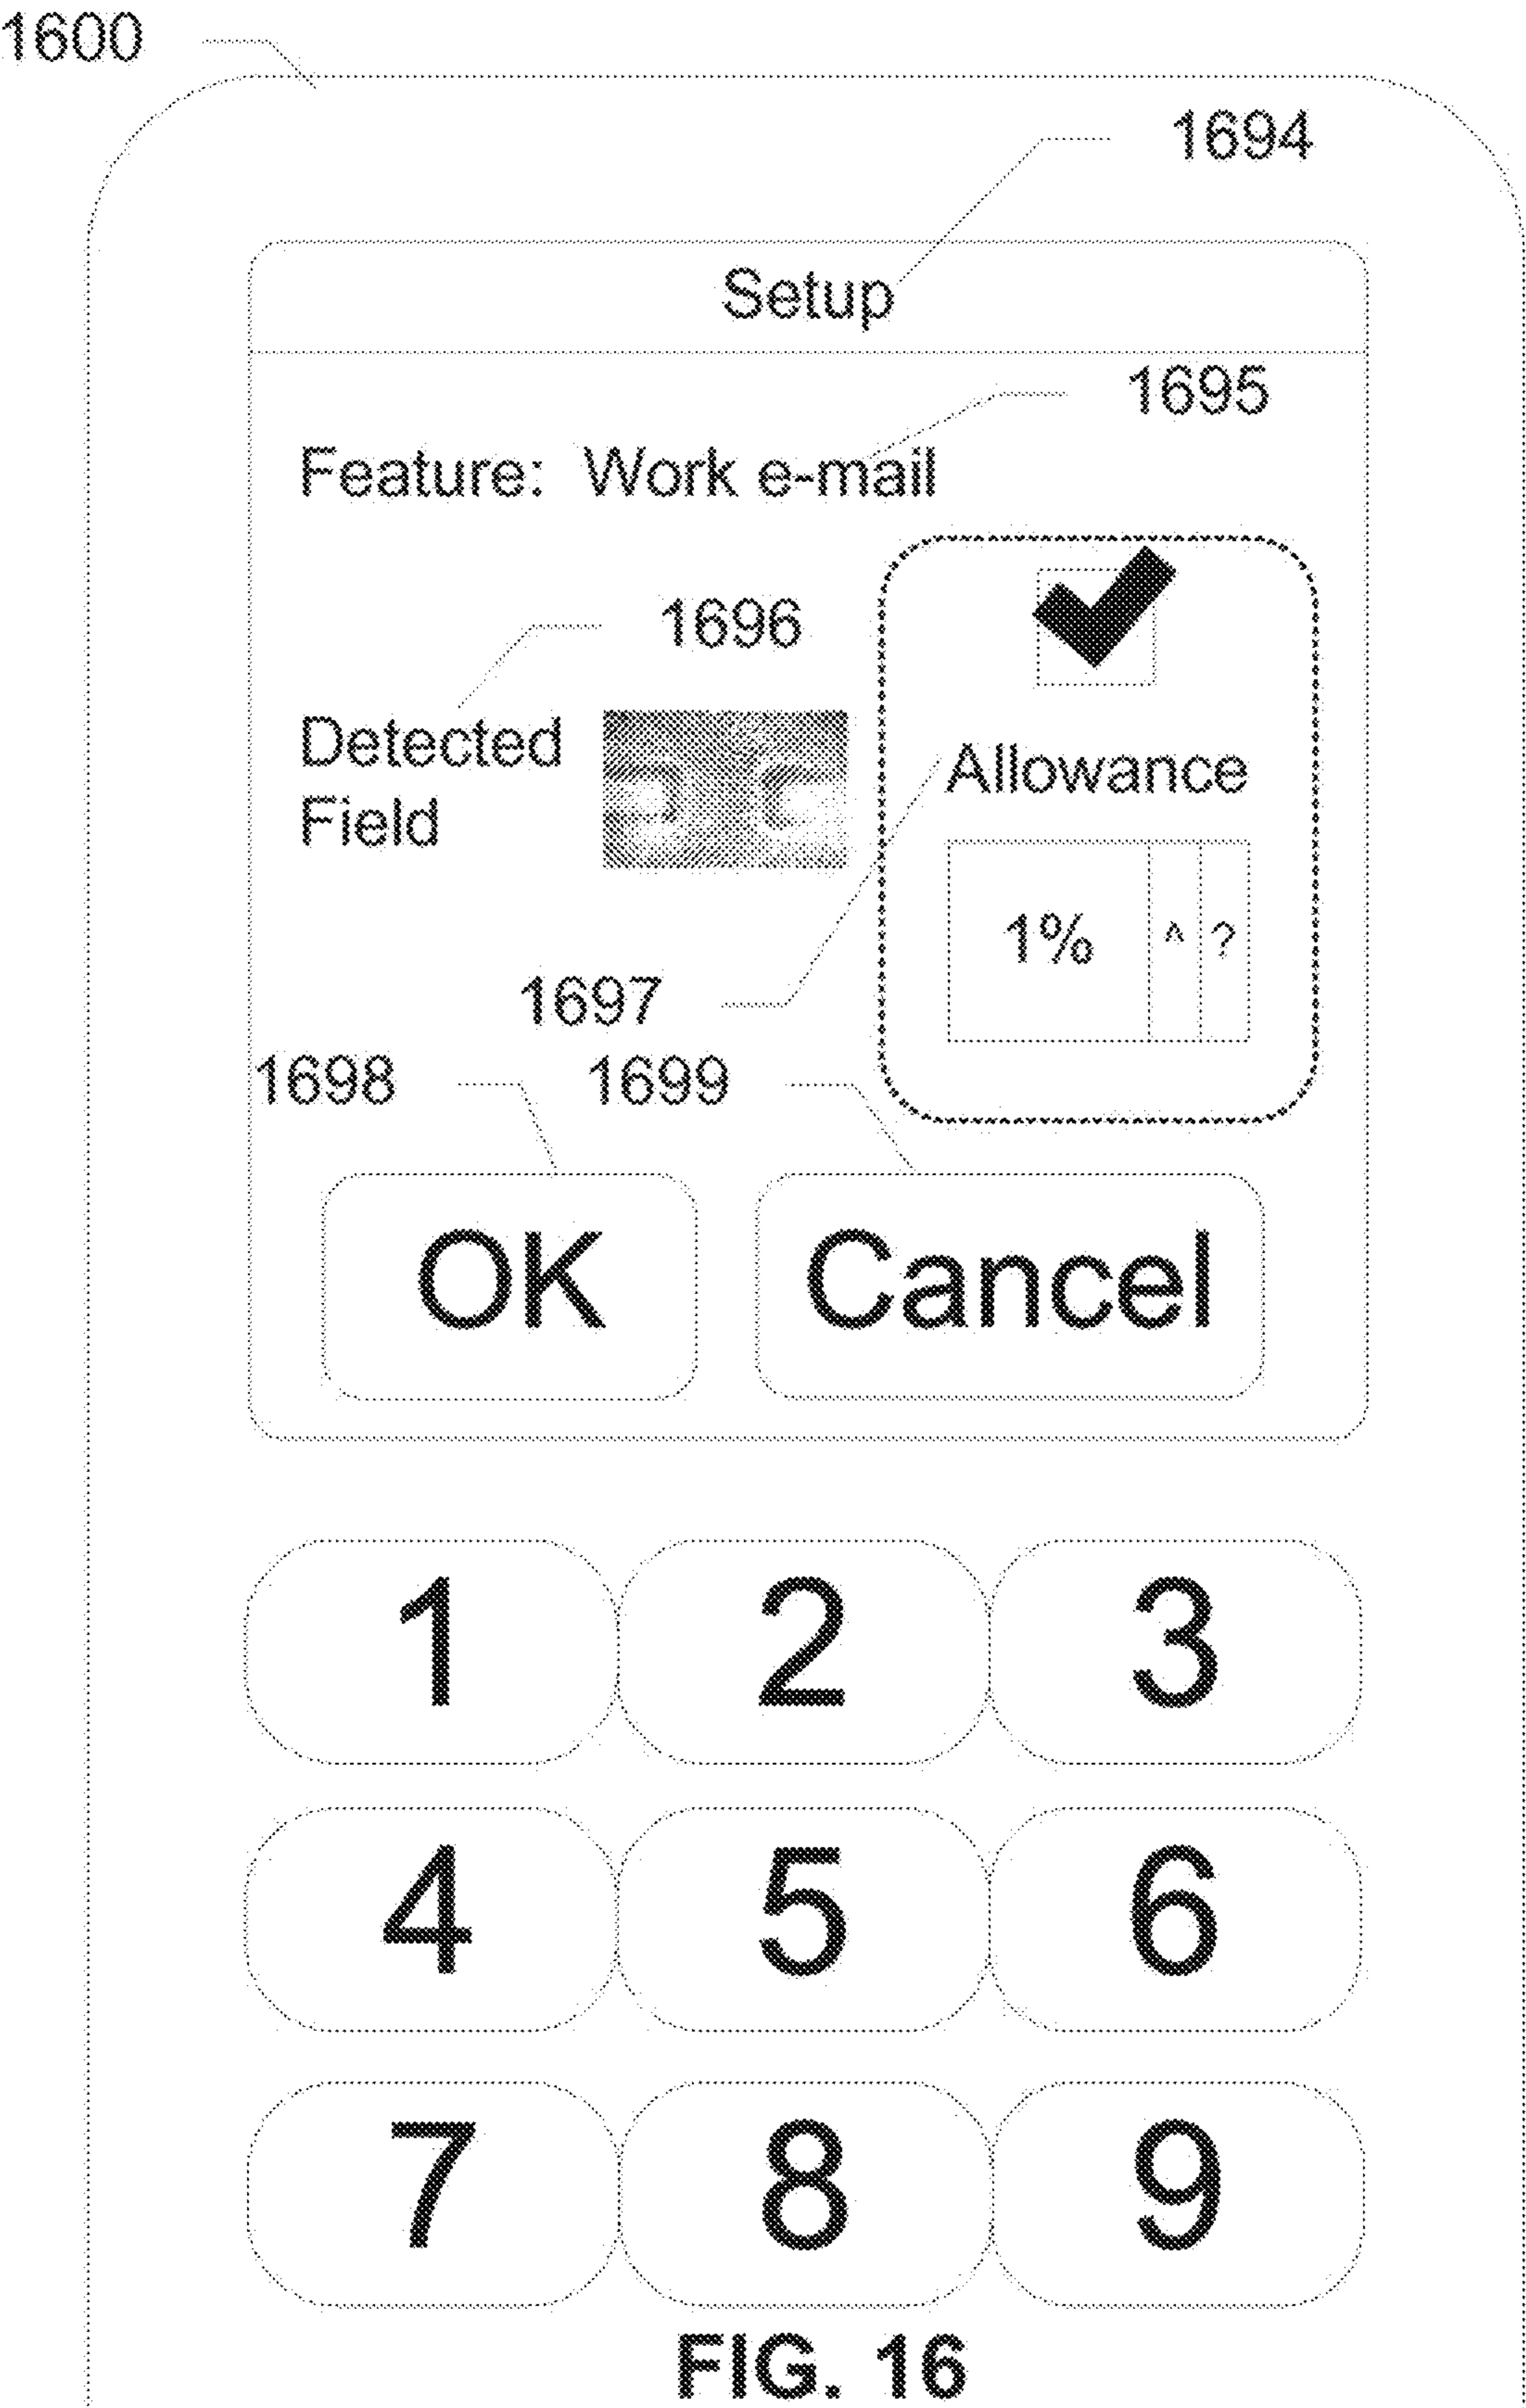 1600
1694
Setup
1695
Feature: Work e-mail
1696
Detected
Field
Allowance
1% ^ ?
1697
1698 1699
OK Cancel
1 2 3
4 5 6
7 8 9
FIG. 16